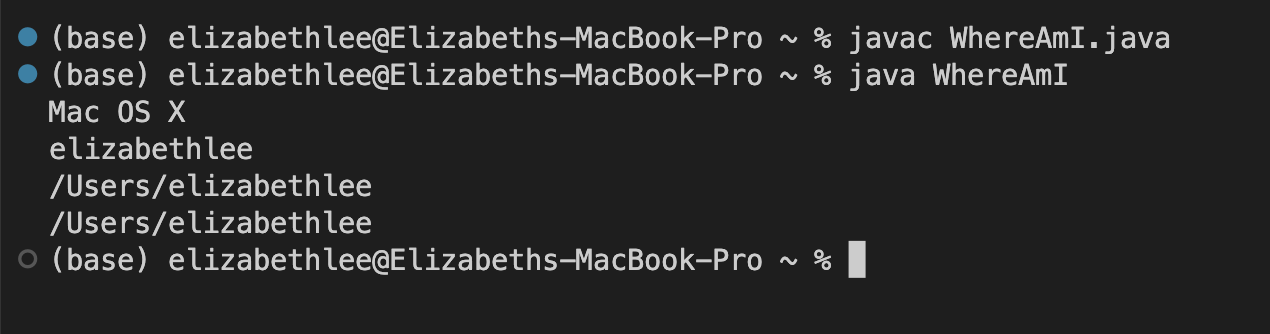 (base) elizabethlee@Elizabeths-MacBook-Pro ~ % javac WhereAmI.java
(base) elizabethlee@Elizabeths-MacBook-Pro ~ % java WhereAmI
Mac OS X
elizabethlee
/Users/elizabethlee
/Users/elizabethlee
(base) elizabethlee@Elizabeths-MacBook-Pro ~ %